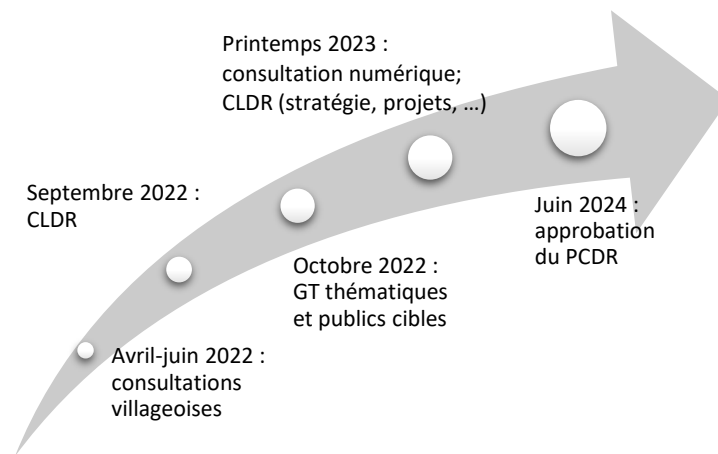 Printemps 2023 :
consultation numérique;
CLDR (stratégie, projets, …)
Septembre 2022 :
CLDR
Juin 2024 :
approbation
du PCDR
Octobre 2022 :
GT thématiques
et publics cibles
Avril-juin 2022 :
consultations
villageoises